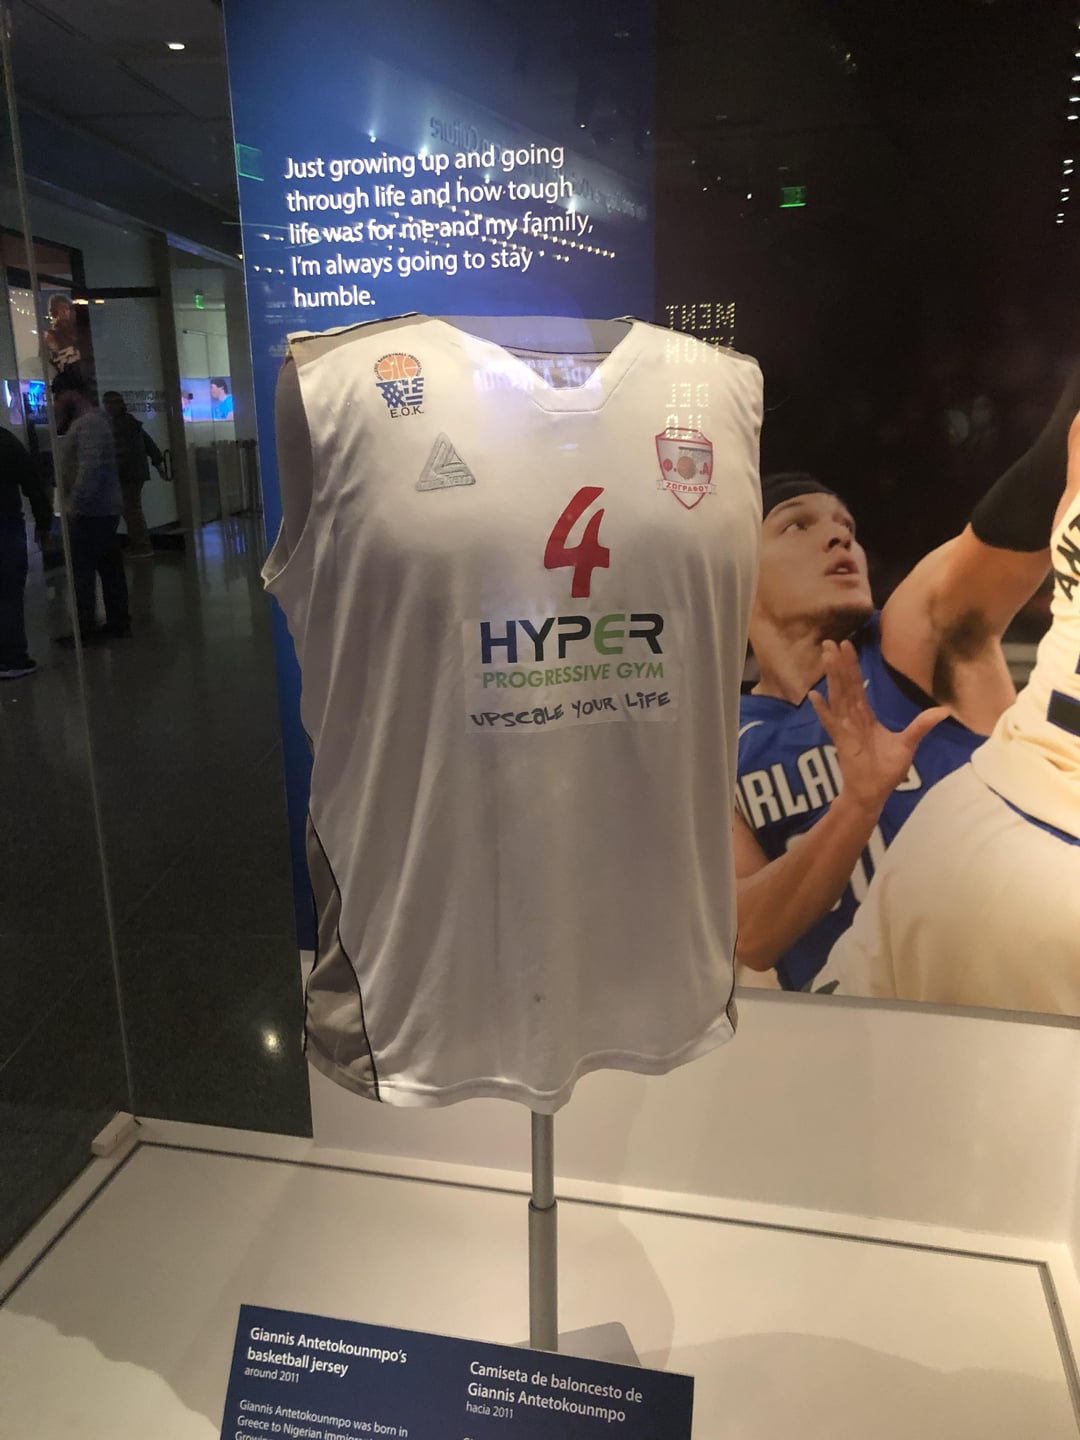 Just growing up and going
through life and how tough
life was for me and my family,
I'm always going to stay
humble.
E.O.K.
Φ. Α
ΖΩΓΡΑΦΟΥ
4
HYPER
PROGRESSIVE GYM
UPSCALE YOUR LIFE
Giannis Antetokounmpo's
basketball jersey
around 2011
Giannis Antetokounmpo was born in
Greece to Nigerian
Camiseta de baloncesto de
Giannis Antetokounmpo
hacia 2011